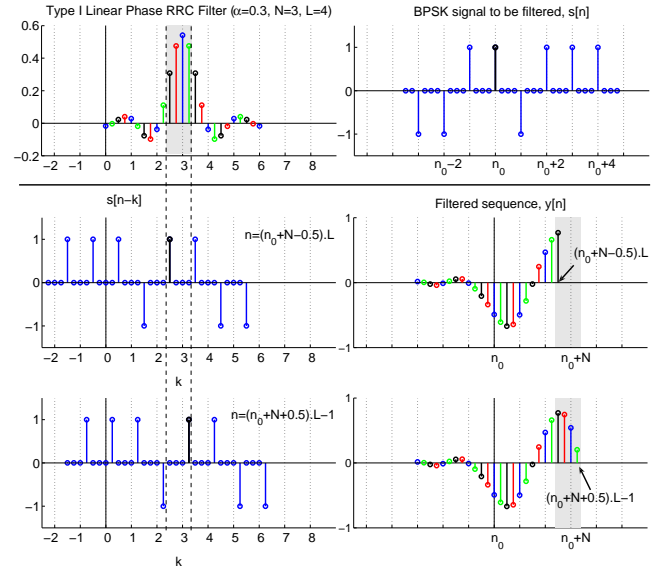 Type I Linear Phase RRC Filter (α=0.3, N=3, L=4)
0.6
0.4
0.2
0
0.2
−2 −1 0 1 2 3 4 5 6 7 8
BPSK signal to be filtered, s[n]
1
0
−1
n0−2 n0 n0+2 n0+4
s[n−k]
n=(n0+N−0.5).L
1
0
−1
−2 −1 0 1 2 3 4 5 6 7 8
k
Filtered sequence, y[n]
1
0
−1
(n0+N−0.5).L
n0 n0+N
n=(n0+N+0.5).L−1
1
0
−1
−2 −1 0 1 2 3 4 5 6 7 8
k
1
0
−1
(n0+N+0.5).L−1
n0 n0+N